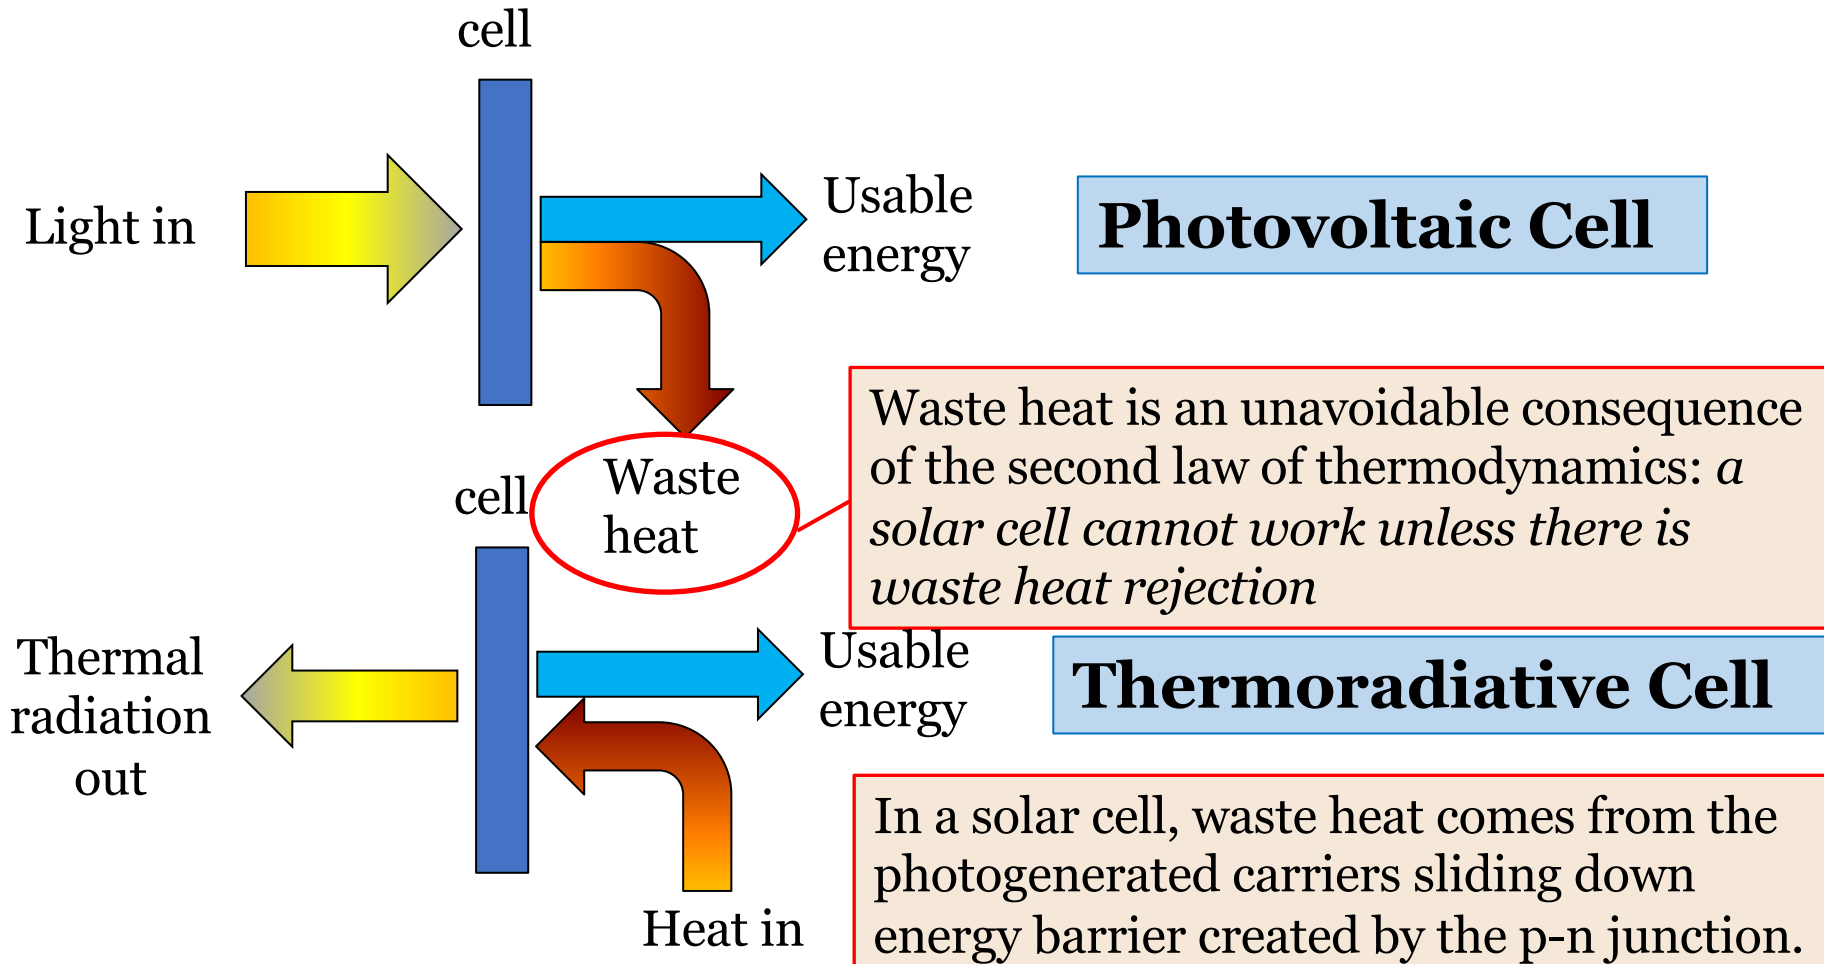 cell
Light in
Usable
energy
Photovoltaic Cell
Waste
heat
Waste heat is an unavoidable consequence
of the second law of thermodynamics: a
solar cell cannot work unless there is
waste heat rejection
cell
Thermal
radiation
out
Usable
energy
Thermoradiative Cell
Heat in
In a solar cell, waste heat comes from the
photogenerated carriers sliding down
energy barrier created by the p-n junction.